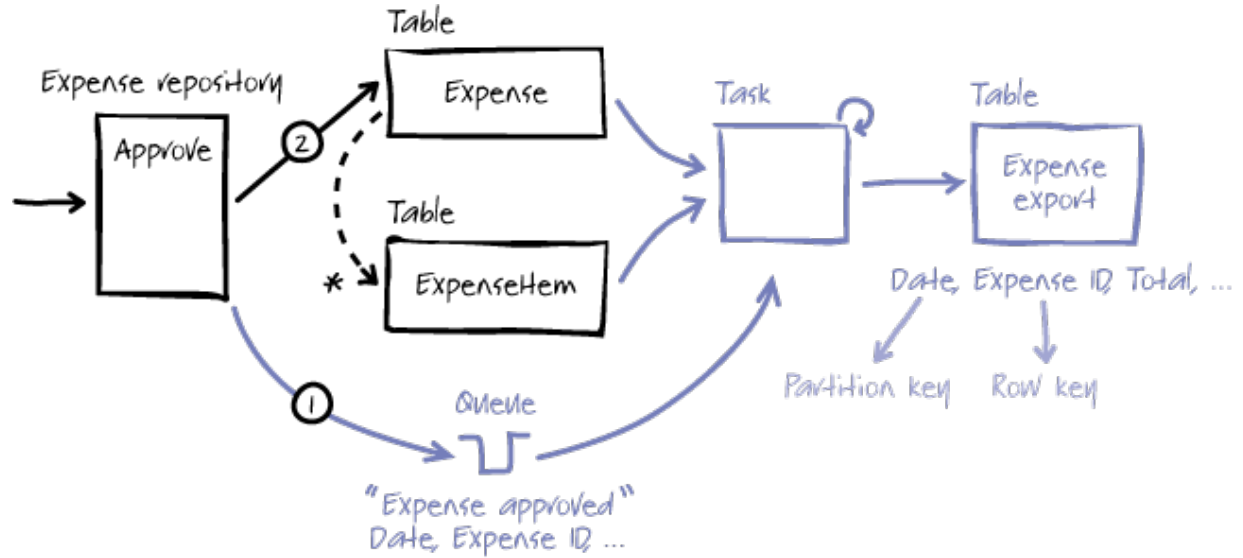 Table
Expense repository
Expense
Approve
2
Task
Table
Expense
export
Table
*
ExpenseItem
Date, Expense ID, Total, ...
Partition key
Row key
1
Queue
"Expense approved"
Date, Expense ID, ...